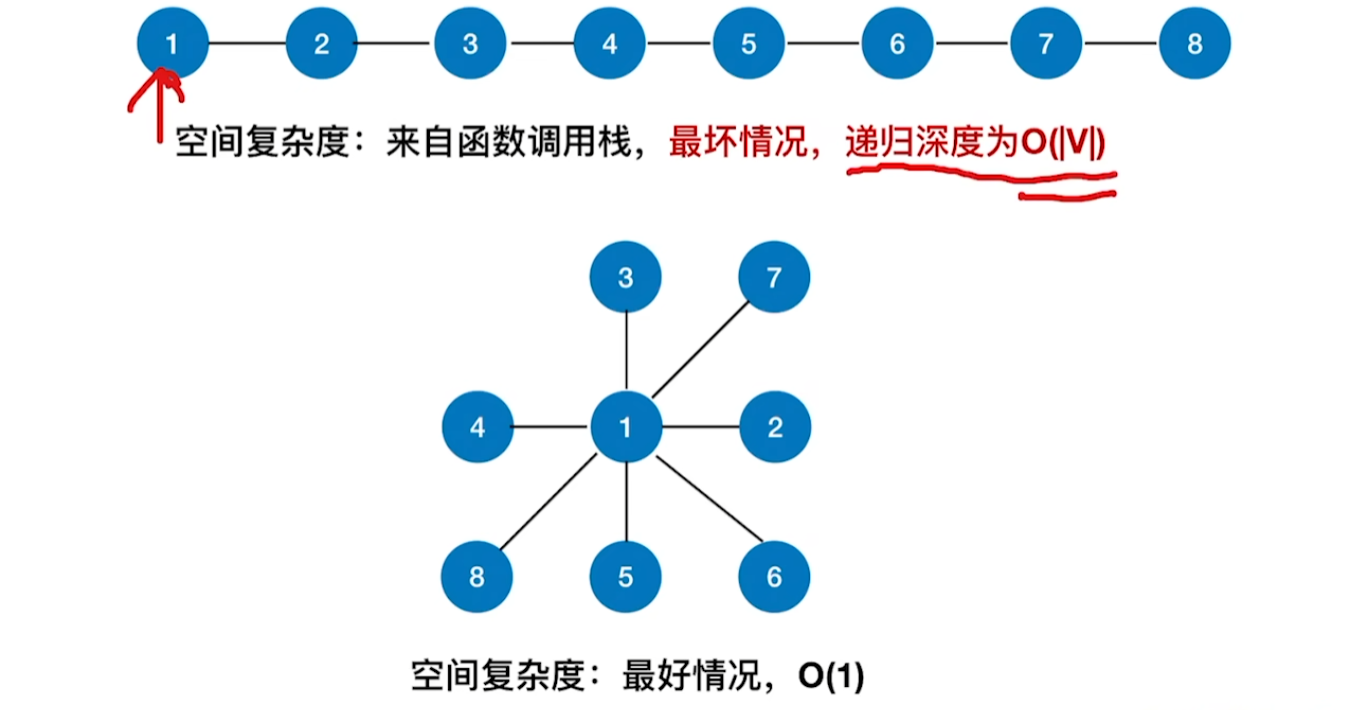 1 2 3 4 5 6 7 8
空间复杂度：来自函数调用栈，最坏情况，递归深度为O(|V|)
3 7
4 1 2
8 5 6
空间复杂度：最好情况，O(1)